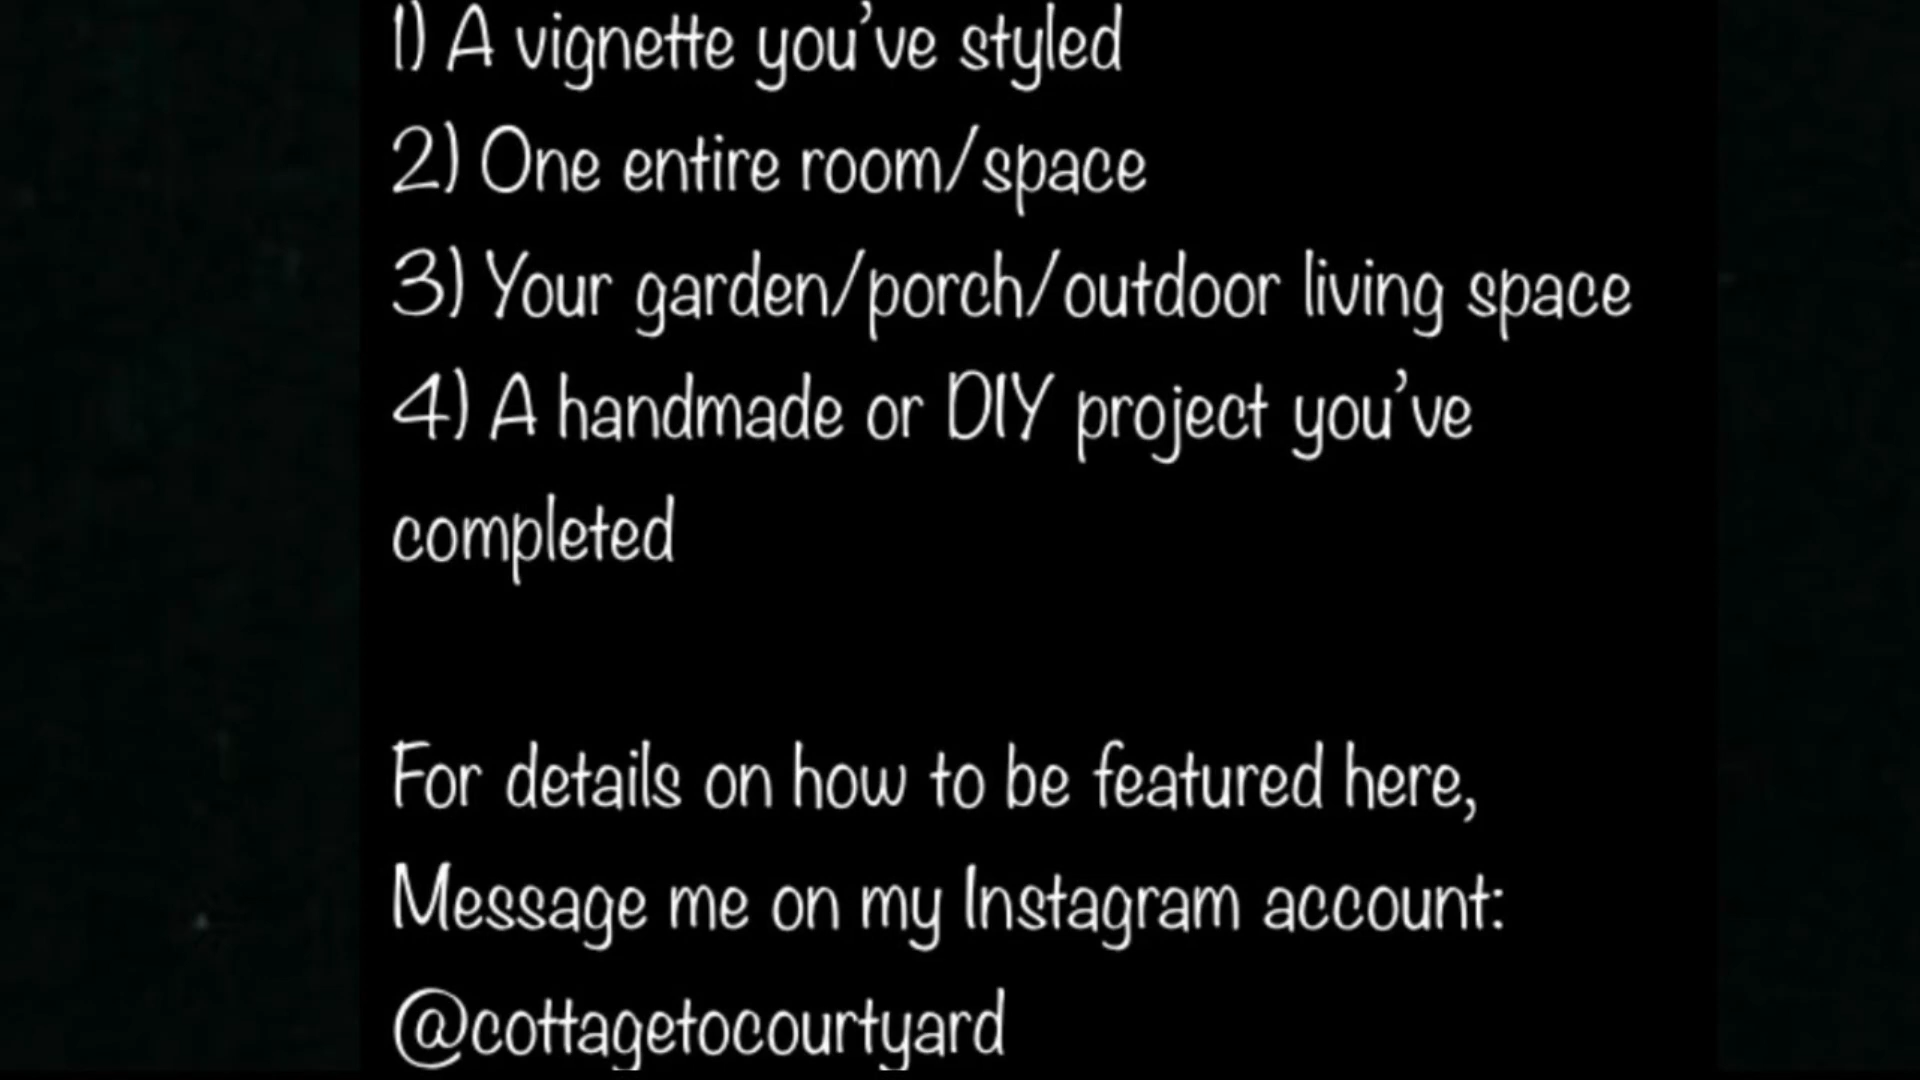 1) A vignette you've styled
2) One entire room/space
3) Your garden/porch/outdoor living space
4) A handmade or DIY project you've
completed
For details on how to be featured here,
Message me on my Instagram account:
@cottagetocourtyard